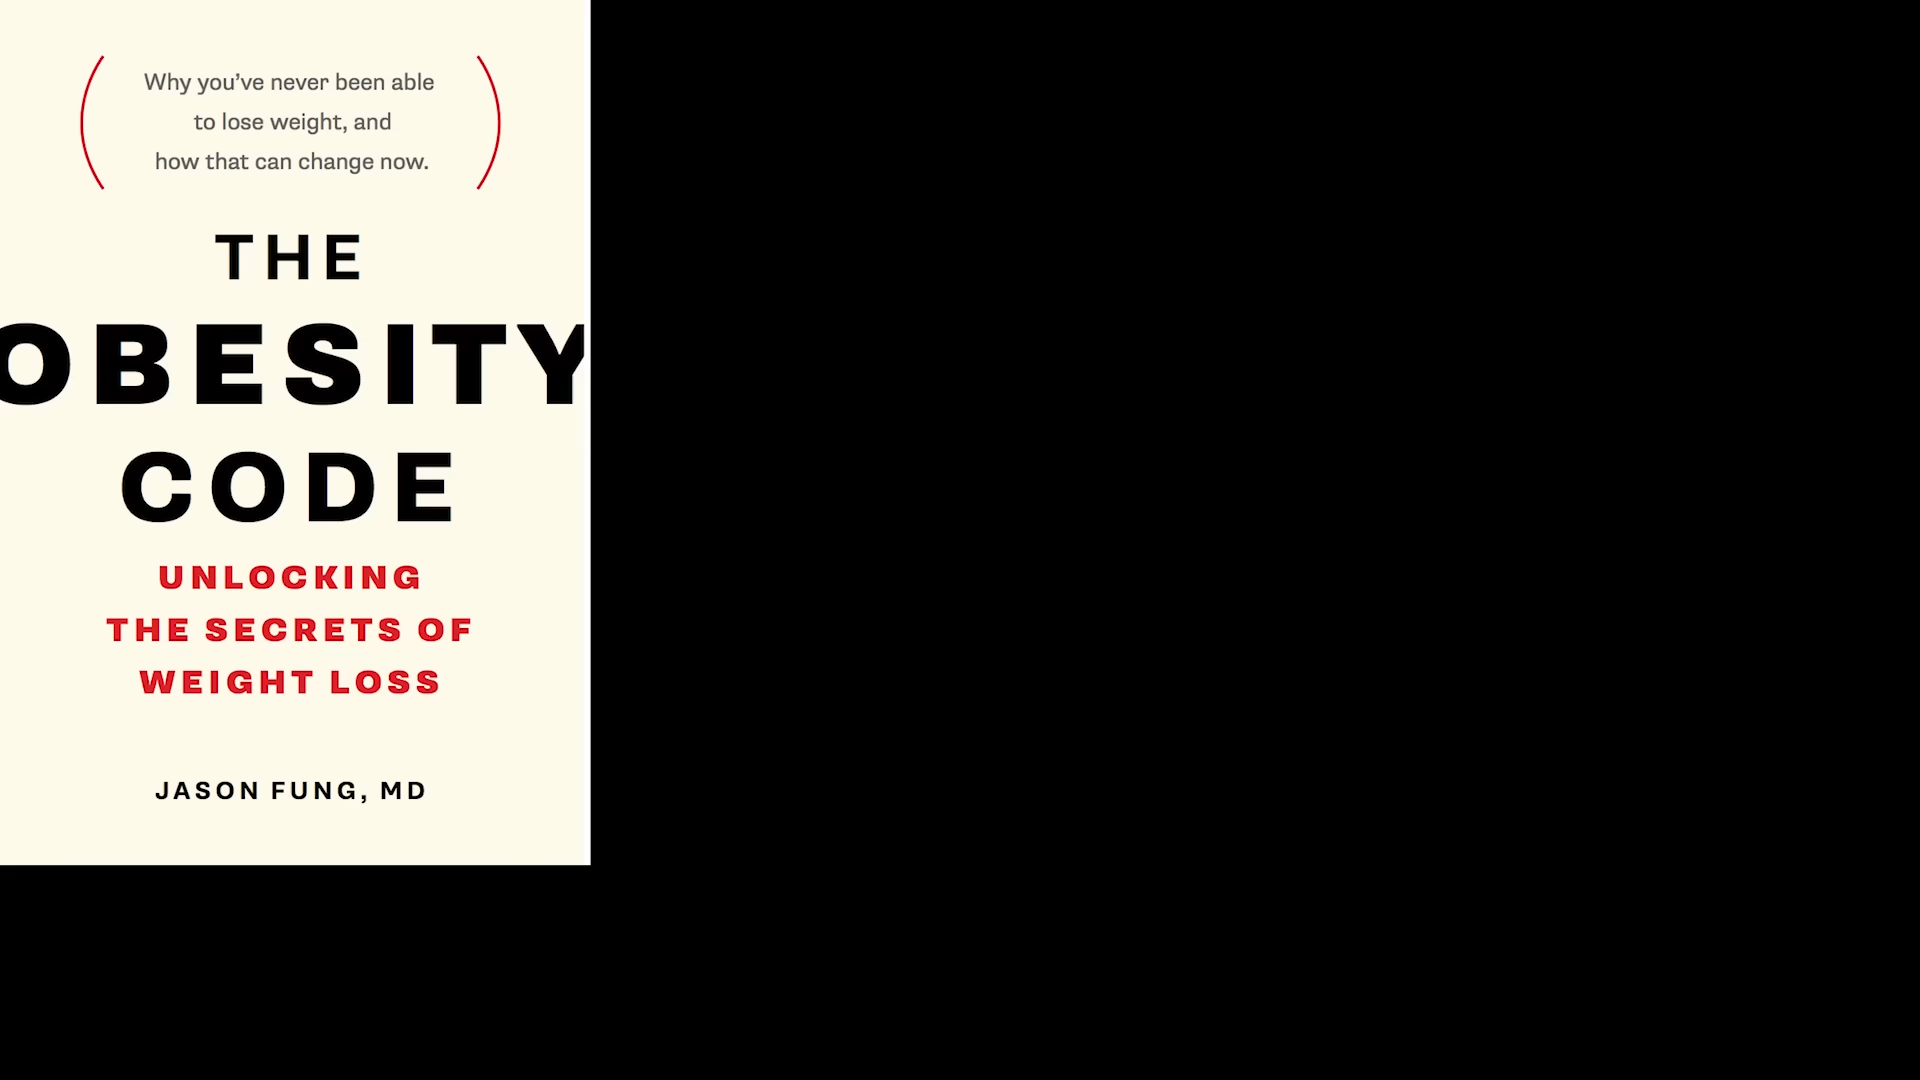 Why you’ve never been able
to lose weight, and
how that can change now.
THE
OBESITY
CODE
UNLOCKING
THE SECRETS OF
WEIGHT LOSS
JASON FUNG, MD